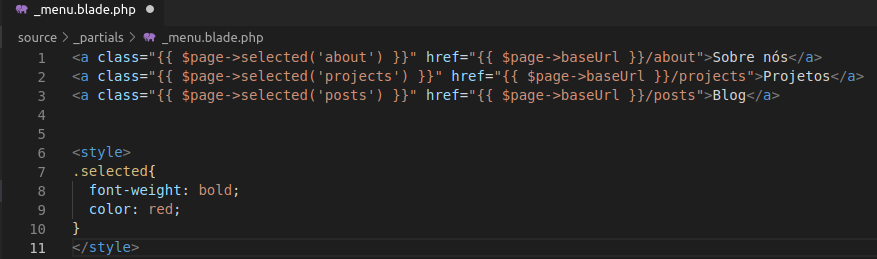 _menu.blade.php
source > _partials > _menu.blade.php
1 <a class="{{ $page->selected('about') }}" href="{{ $page->baseUrl }}/about">Sobre nós</a>
2 <a class="{{ $page->selected('projects') }}" href="{{ $page->baseUrl }}/projects">Projetos</a>
3 <a class="{{ $page->selected('posts') }}" href="{{ $page->baseUrl }}/posts">Blog</a>
4
5
6 <style>
7 .selected{
8   font-weight: bold;
9   color: red;
10 }
11 </style>